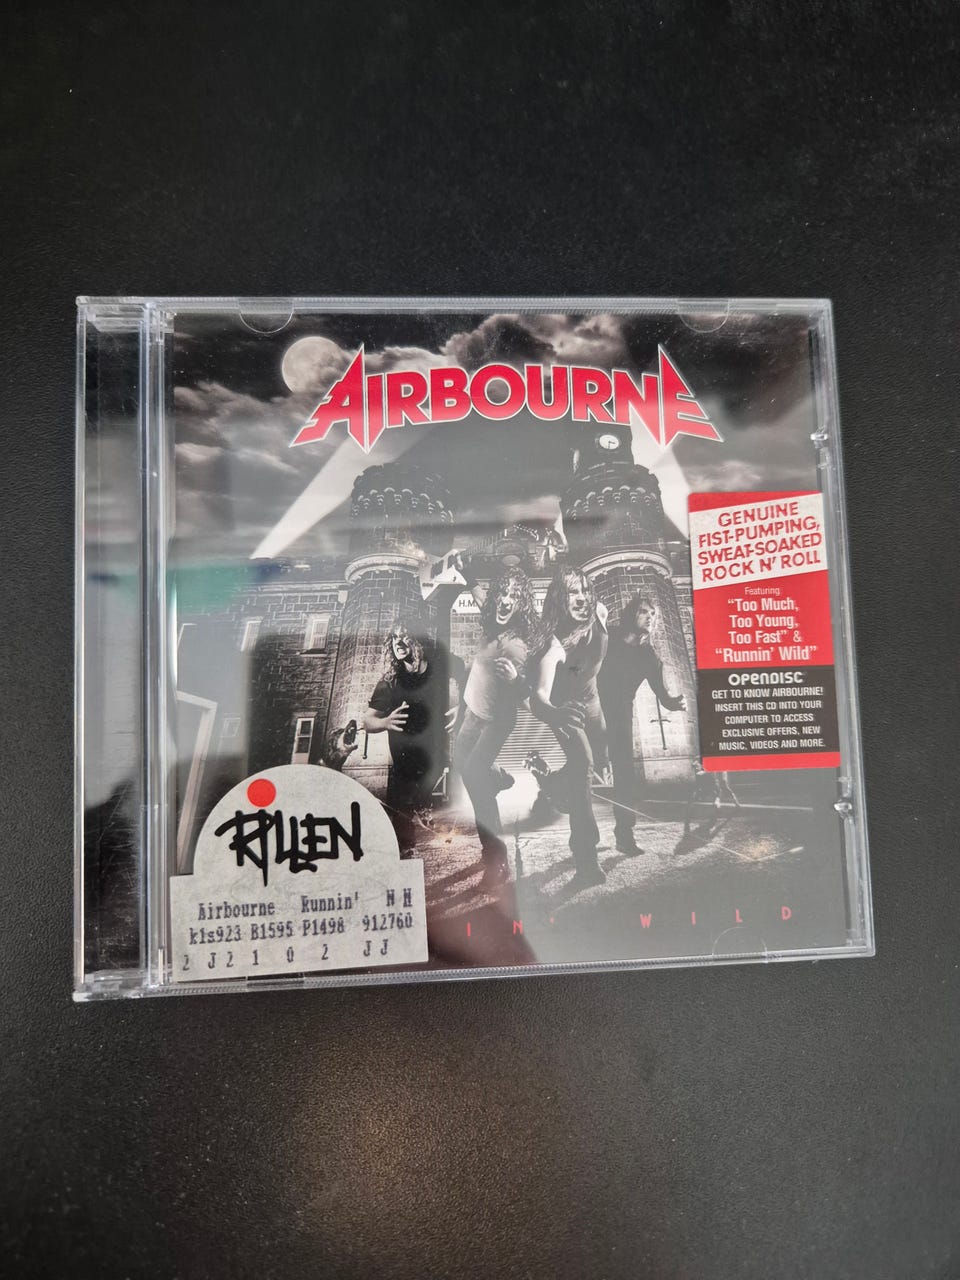 AIRBOURNE
GENUINE
FIST-PUMPING,
SWEAT-SOAKED
ROCK N' ROLL
Featuring
"Too Much,
Too Young,
Too Fast" &
"Runnin' Wild"
OPENDISC
GET TO KNOW AIRBOURNE!
INSERT THIS CD INTO YOUR
COMPUTER TO ACCESS
EXCLUSIVE OFFERS, NEW
MUSIC, VIDEOS AND MORE.
H.M.
IN' WILD
RILLEN
Airbourne Runnin' N M
k1s923 B1595 P1498 912760
2 J 2 1 0 2 J J